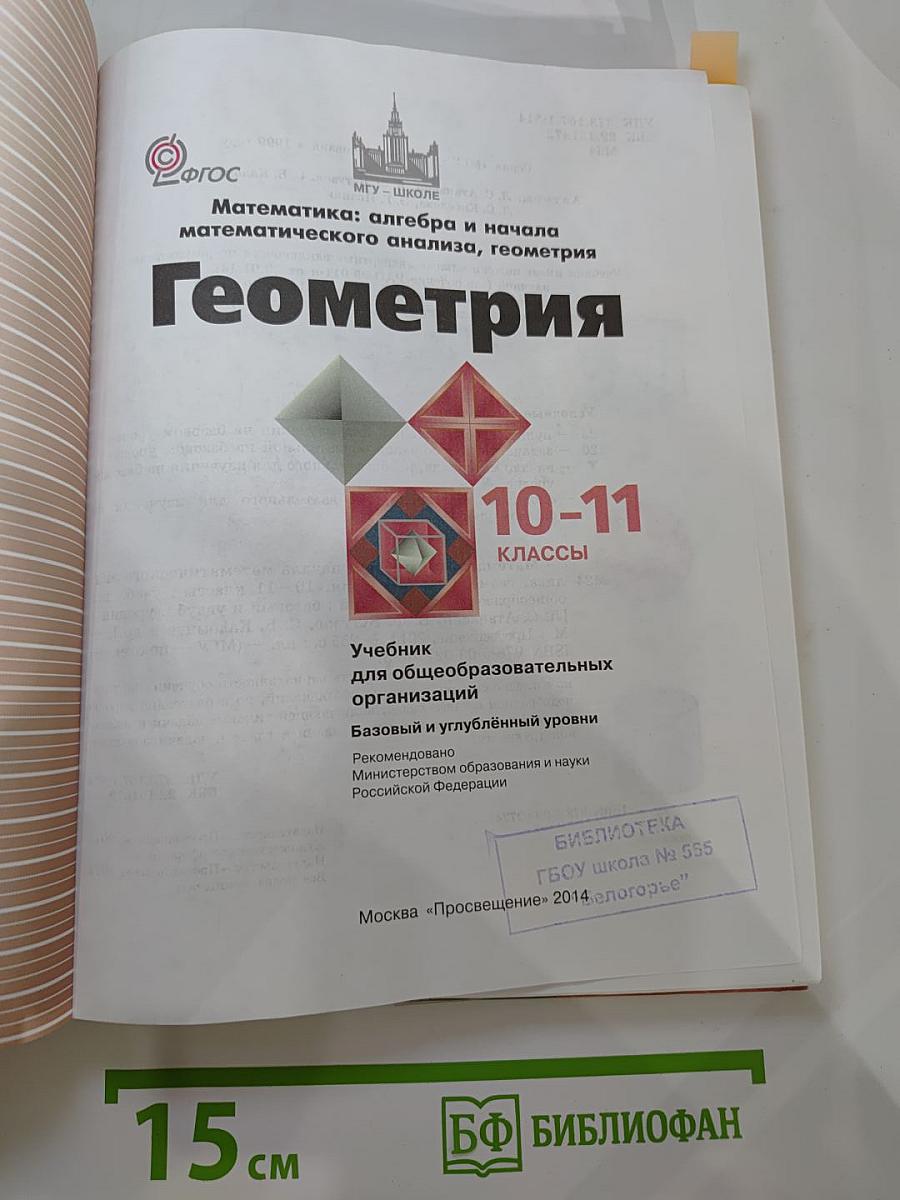 ФГОС
МГУ – ШКОЛЕ
Математика: алгебра и начала
математического анализа, геометрия
Геометрия
10-11
КЛАССЫ
Учебник
для общеобразовательных
организаций
Базовый и углублённый уровни
Рекомендовано
Министерством образования и науки
Российской Федерации
БИБЛИОТЕКА
ГБОУ школа № 555
"Белогорье"
Москва «Просвещение» 2014
15 см
БФ БИБЛИОФАН